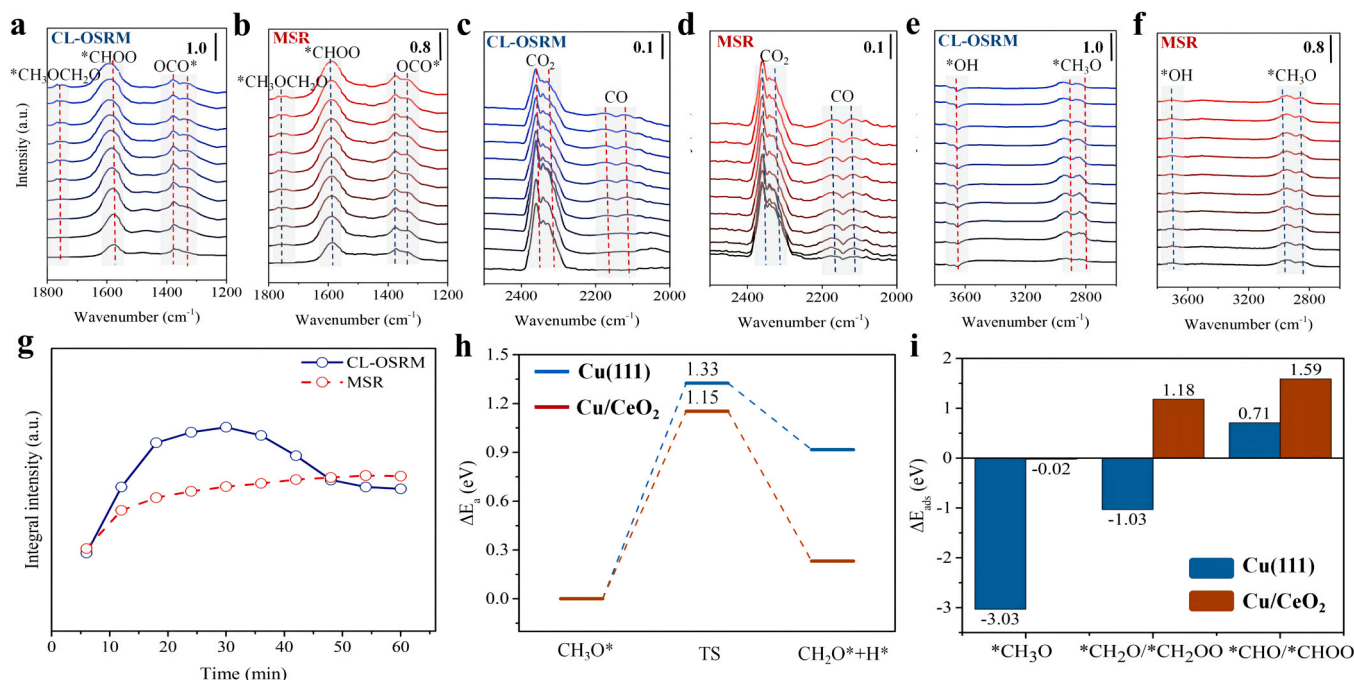 a
CL-OSRM
1.0
*CHOO
OCO*
*CH₃OCH₂O
Intensity (a.u.)
1800 1600 1400 1200
Wavenumber (cm⁻¹)
b
MSR
0.8
*CHOO
OCO*
*CH₃OCH₂O
1800 1600 1400 1200
Wavenumber (cm⁻¹)
c
CL-OSRM
0.1
CO₂
CO
2400 2200 2000
Wavenumbe (cm⁻¹)
d
MSR
0.1
CO₂
CO
2400 2200 2000
Wavenumber (cm⁻¹)
e
CL-OSRM
1.0
*OH
*CH₃O
3600 3200 2800
Wavenumber (cm⁻¹)
f
MSR
0.8
*OH
*CH₃O
3600 3200 2800
Wavenumber (cm⁻¹)
g
CL-OSRM
MSR
Integral intensity (a.u.)
0 10 20 30 40 50 60
Time (min)
h
1.5
1.2
0.9
0.6
0.3
0.0
ΔEₐ (eV)
Cu(111)
Cu/CeO₂
1.33
1.15
CH₃O* TS CH₂O*+H*
i
2
1
0
-1
-2
-3
ΔE_ads (eV)
-3.03
-0.02
-1.03
1.18
0.71
1.59
Cu(111)
Cu/CeO₂
*CH₃O *CH₂O/*CH₂OO *CHO/*CHOO